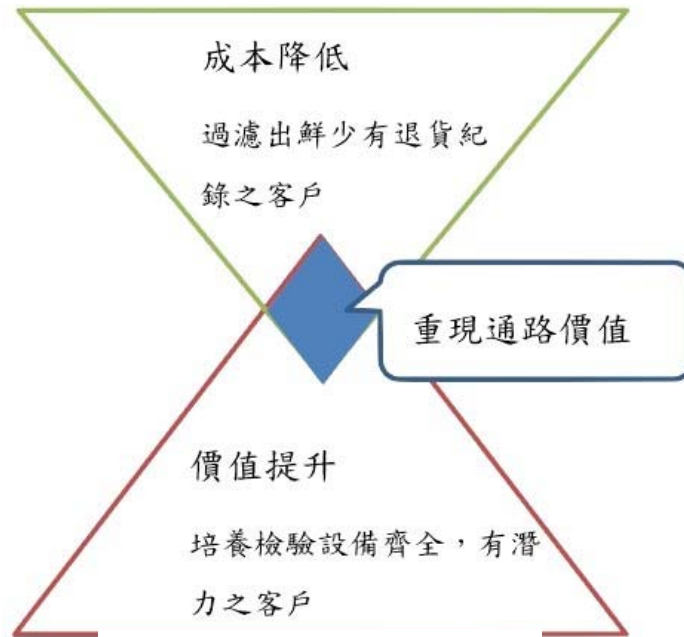 成本降低
過濾出鮮少有退貨紀
錄之客戶
重現通路價值
價值提升
培養檢驗設備齊全，有潛
力之客戶